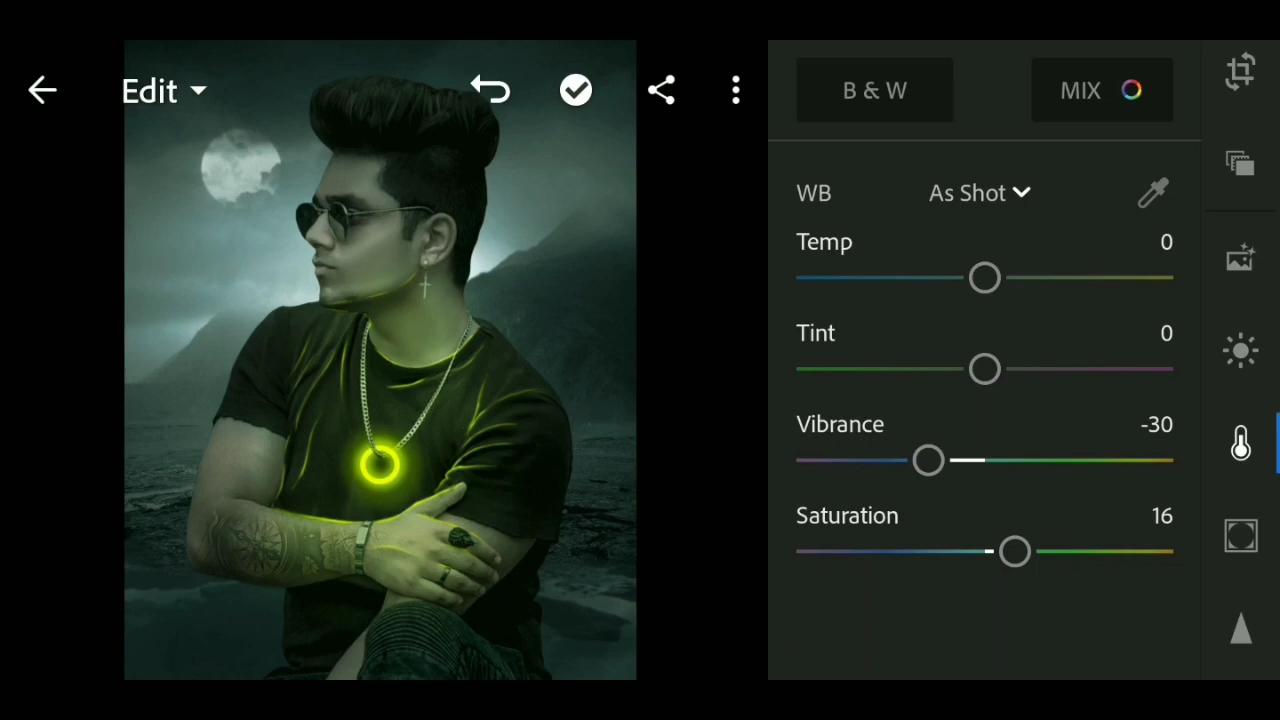 Edit
B & W
MIX
WB
As Shot
Temp
0
Tint
0
Vibrance
-30
Saturation
16